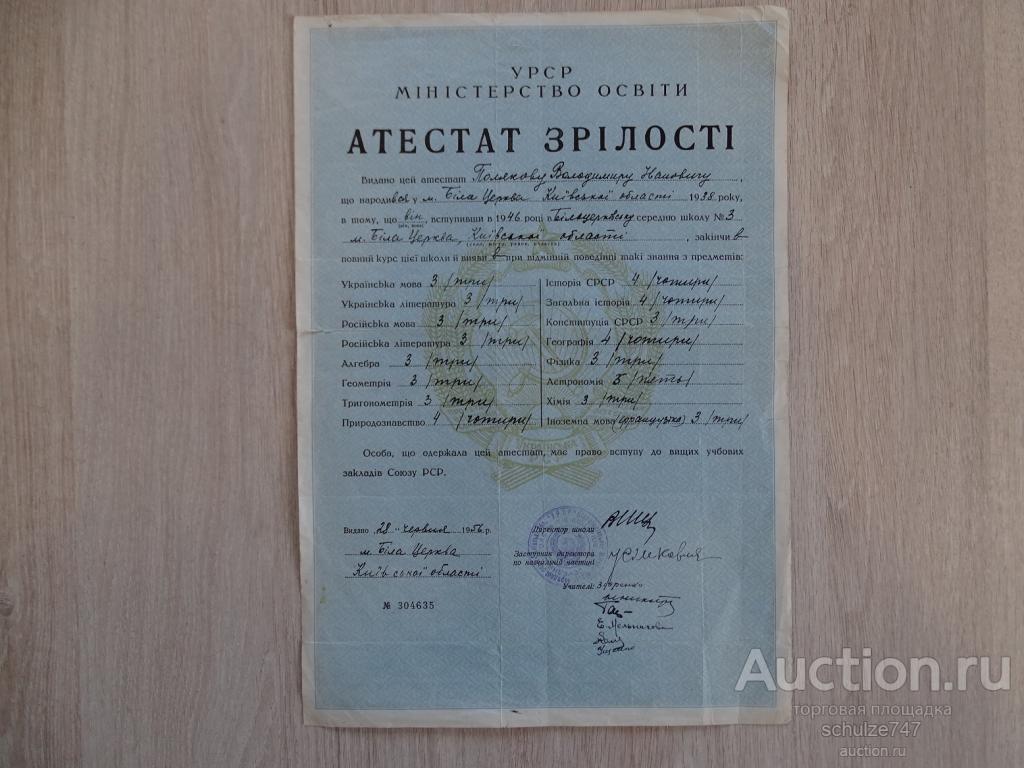 УРСР
МІНІСТЕРСТВО ОСВІТИ
АТЕСТАТ ЗРІЛОСТІ
Видано цей атестат Полякову Володимиру
що народився у м. Біла Церква Київської області 1938 року,
в тому, що він, вступивши в 1946 році в Білоцерківську середню школу № 3
(він, вона)
м. Біла Церква, Київської області, закінчив
повний курс цієї школи й виявив при відмінній поведінці такі знання з предметів:
Українська мова 3 /три/
Українська література 3 /три/
Російська мова 3 /три/
Російська література 3 /три/
Алгебра 3 /три/
Геометрія 3 /три/
Тригонометрія 3 /три/
Природознавство 4 /чотири/
Історія СРСР 4 /чотири/
Загальна історія 4 /чотири/
Конституція СРСР 3 /три/
Географія 4 /чотири/
Фізика 3 /три/
Астрономія 5 /пять/
Хімія 3 /три/
Іноземна мова (французька) 3 /три/
Особа, що одержала цей атестат, має право вступу до вищих учбових
закладів Союзу РСР.
Видано „28" червня 1956 р.
м. Біла Церква
Київської області
№ 304635
Директор школи
Заступник директора
по навчальній частині
Учителі:
Е. Мельникова
Auction.ru
торговая площадка
schulze747
auction.ru